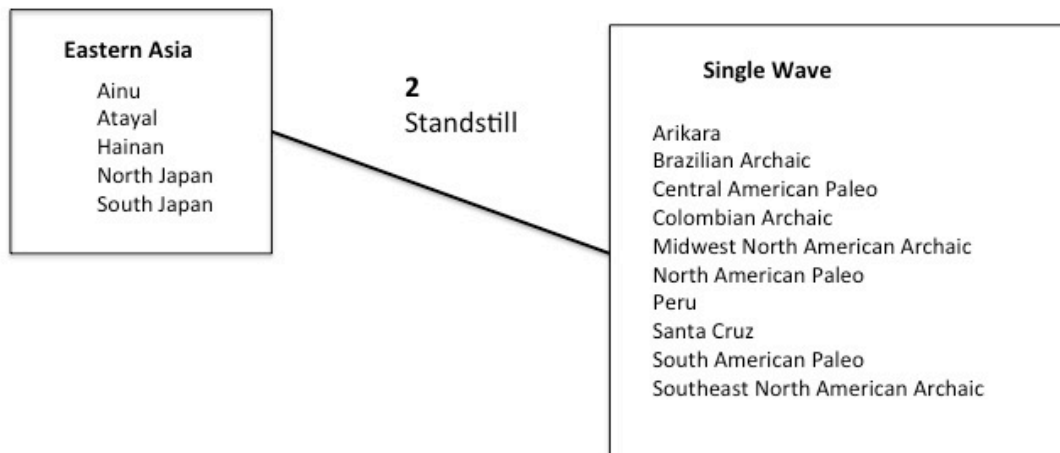 Eastern Asia
Ainu
Atayal
Hainan
North Japan
South Japan
2
Standstill
Single Wave
Arikara
Brazilian Archaic
Central American Paleo
Colombian Archaic
Midwest North American Archaic
North American Paleo
Peru
Santa Cruz
South American Paleo
Southeast North American Archaic